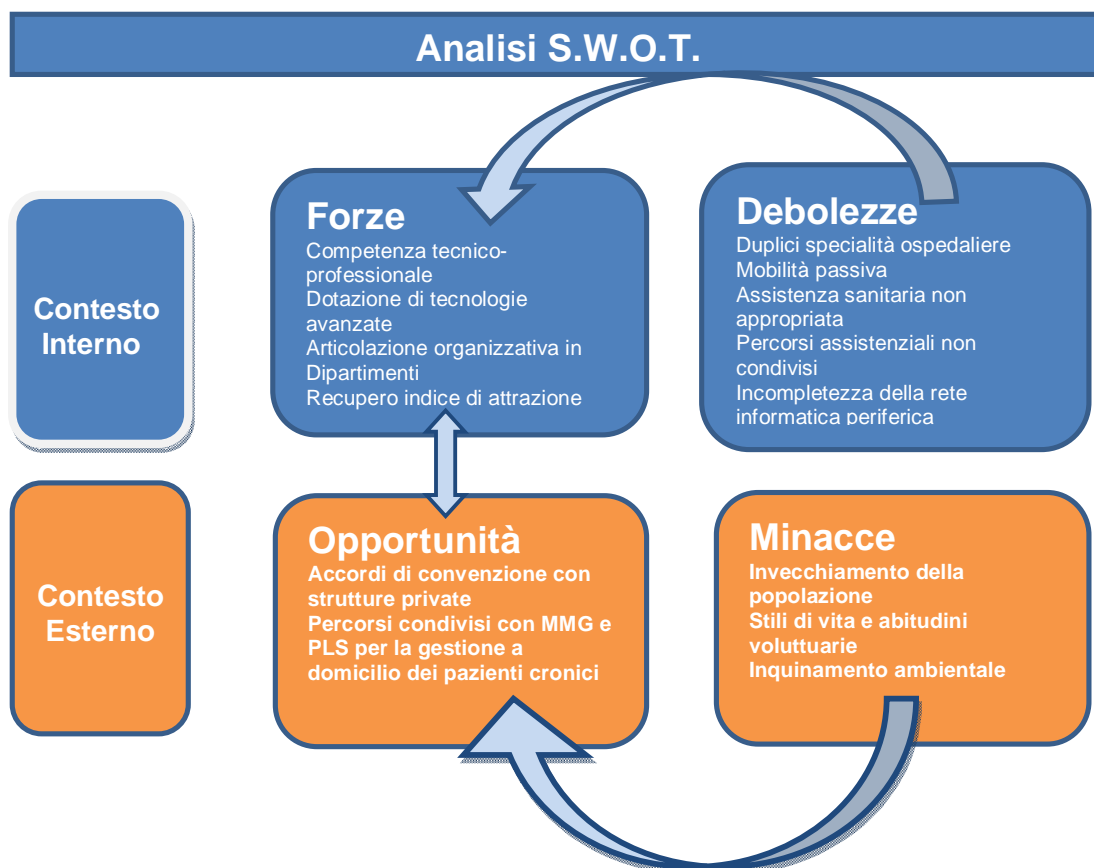 Analisi S.W.O.T.
Contesto
Interno
Forze
Competenza tecnico-
professionale
Dotazione di tecnologie
avanzate
Articolazione organizzativa in
Dipartimenti
Recupero indice di attrazione
Debolezze
Duplici specialità ospedaliere
Mobilità passiva
Assistenza sanitaria non
appropriata
Percorsi assistenziali non
condivisi
Incompletezza della rete
informatica periferica
Contesto
Esterno
Opportunità
Accordi di convenzione con
strutture private
Percorsi condivisi con MMG e
PLS per la gestione a
domicilio dei pazienti cronici
Minacce
Invecchiamento della
popolazione
Stili di vita e abitudini
voluttuarie
Inquinamento ambientale